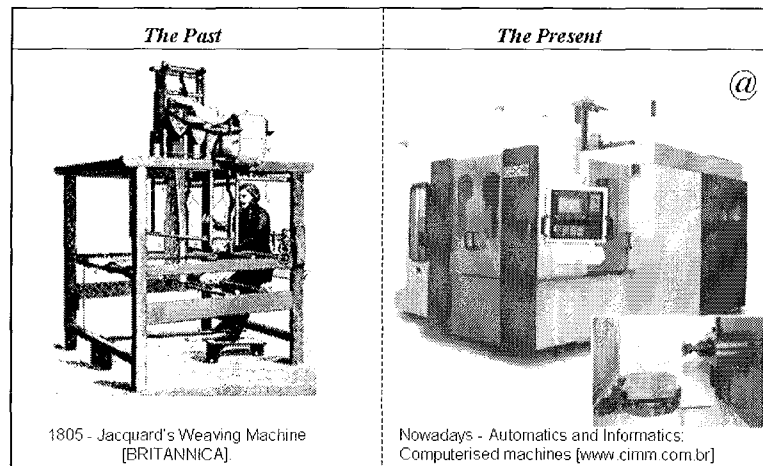 The Past
The Present
@
1805 - Jacquard's Weaving Machine
[BRITANNICA].
Nowadays - Automatics and Informatics:
Computerised machines [www.cimm.com.br]